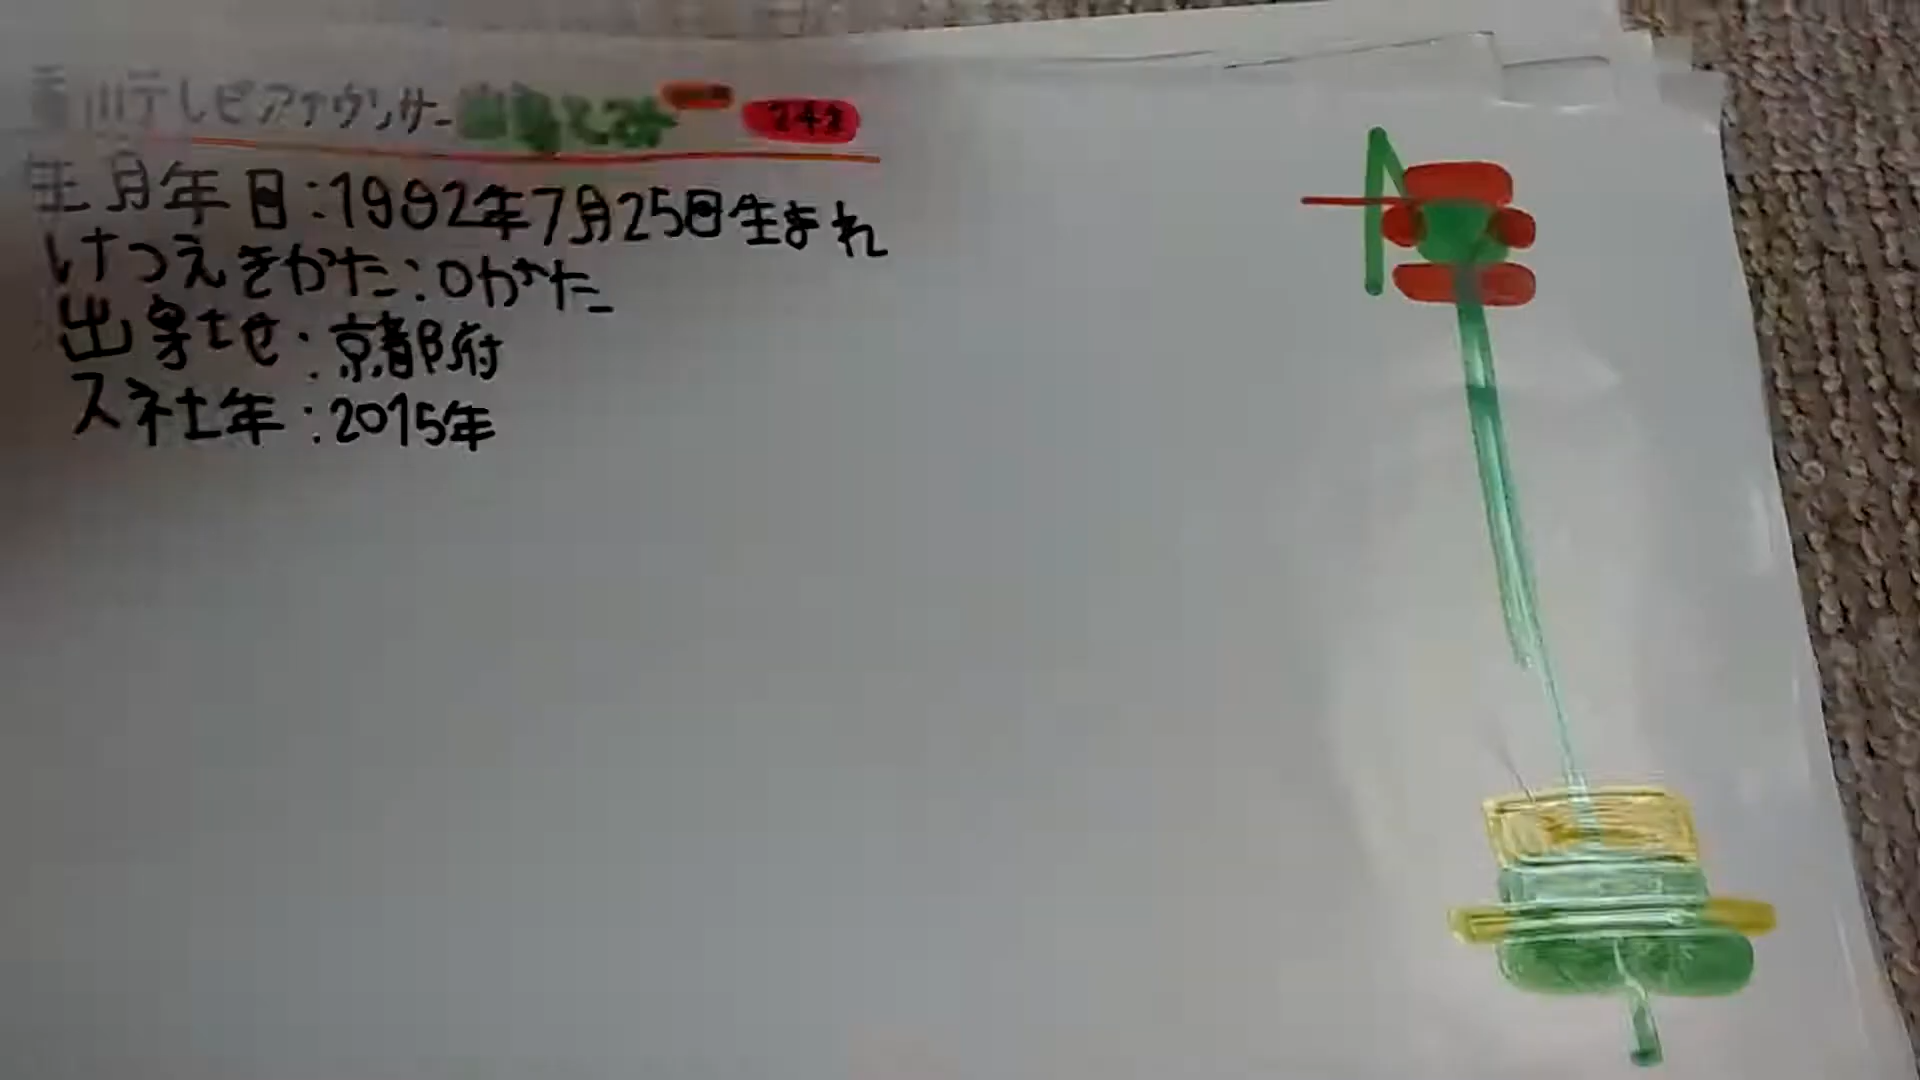 川テレビアナウンサー
生月年日:1992年7月25日生まれ
けつえきがた:Oがた
出身せ:京都府
入社年:2015年